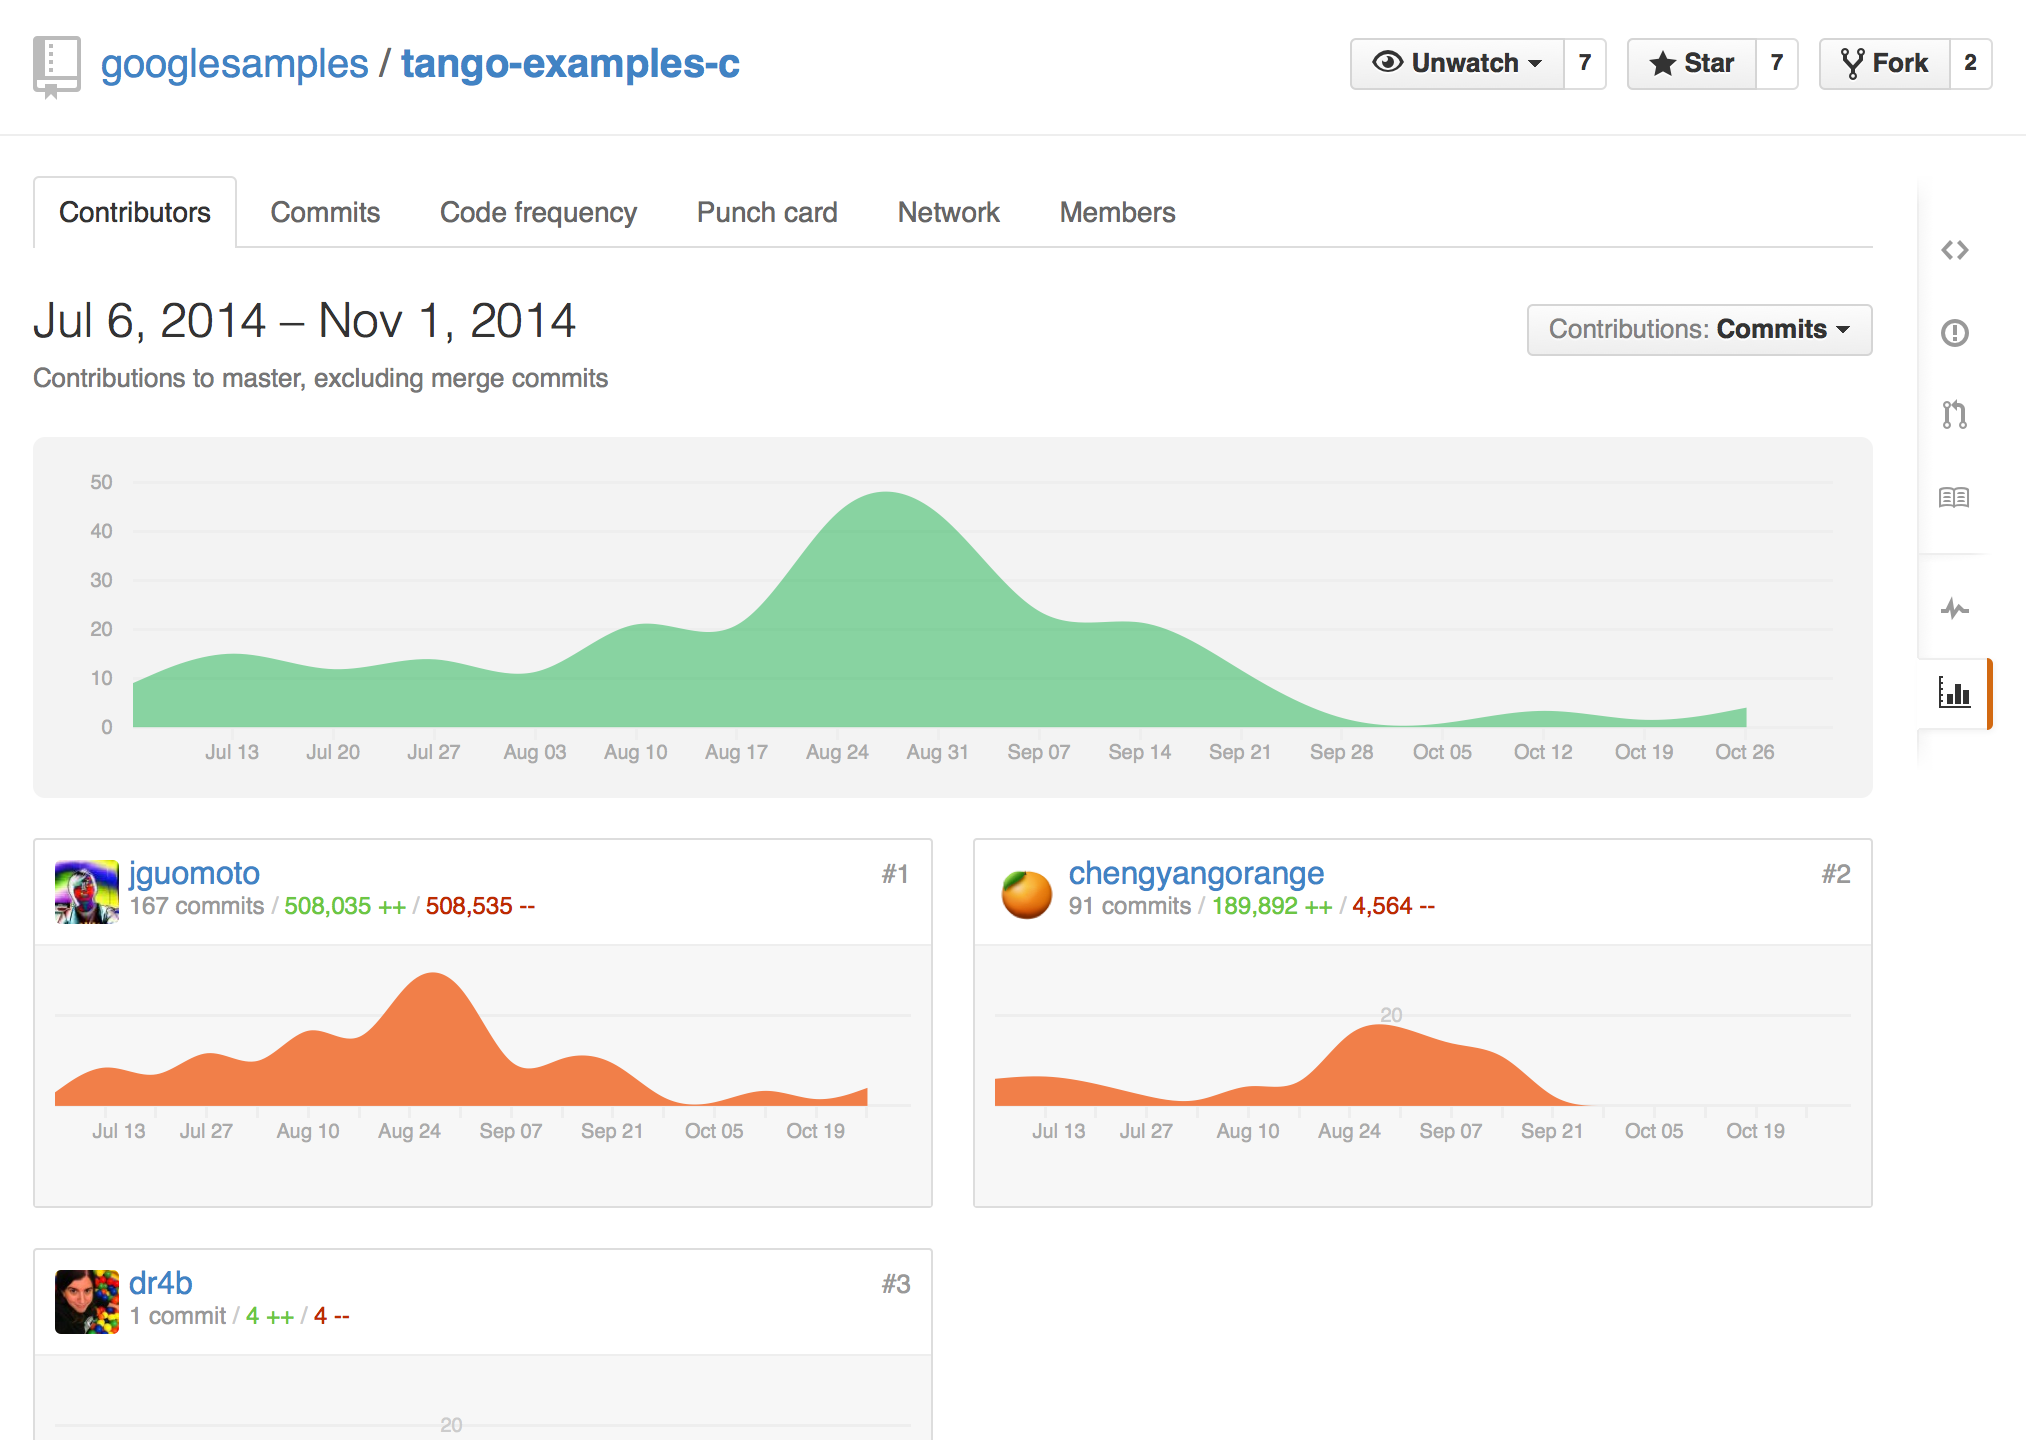 googlesamples / tango-examples-c
Unwatch 7 Star 7 Fork 2
Contributors Commits Code frequency Punch card Network Members
Jul 6, 2014 – Nov 1, 2014
Contributions: Commits
Contributions to master, excluding merge commits
50
40
30
20
10
0
Jul 13 Jul 20 Jul 27 Aug 03 Aug 10 Aug 17 Aug 24 Aug 31 Sep 07 Sep 14 Sep 21 Sep 28 Oct 05 Oct 12 Oct 19 Oct 26
jguomoto #1
167 commits / 508,035 ++ / 508,535 --
Jul 13 Jul 27 Aug 10 Aug 24 Sep 07 Sep 21 Oct 05 Oct 19
chengyangorange #2
91 commits / 189,892 ++ / 4,564 --
20
Jul 13 Jul 27 Aug 10 Aug 24 Sep 07 Sep 21 Oct 05 Oct 19
dr4b #3
1 commit / 4 ++ / 4 --
20